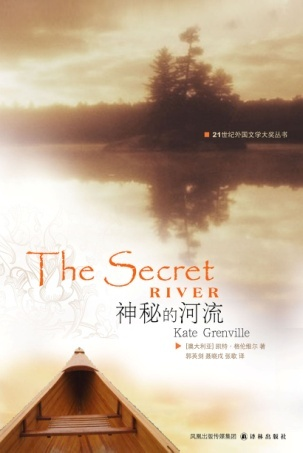 21世纪外国文学大奖丛书
The Secret
RIVER
神秘的河流
Kate Grenville
[澳大利亚] 凯特·格伦维尔 著
郭英剑 聂晓戌 张歌 译
凤凰出版传媒集团 译林出版社